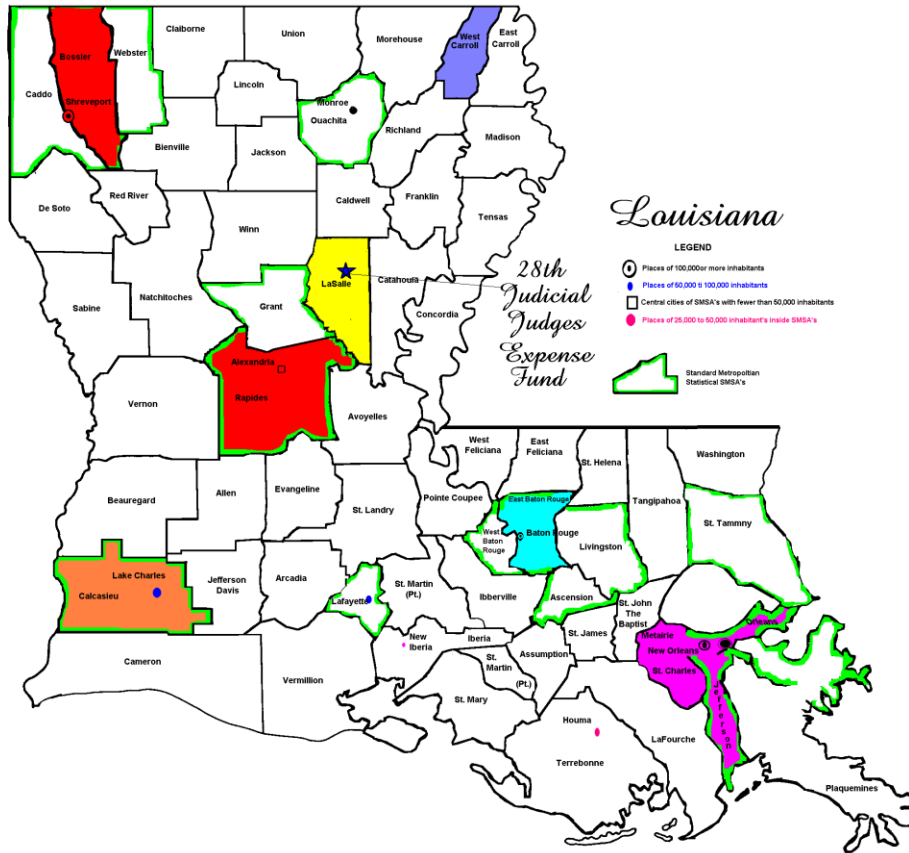 Claiborne
Union
Morehouse
West
Carroll
East
Carroll
Bossier
Webster
Caddo
Shreveport
Lincoln
Monroe
Ouachita
Richland
Madison
Bienville
Jackson
De Soto
Red River
Winn
Caldwell
Franklin
Tensas
Sabine
Natchitoches
Grant
LaSalle
Catahoula
Concordia
28th
Judicial
Judges
Expense
Fund
Louisiana
LEGEND
Places of 100,000or more inhabitants
Places of 50,000 ti 100,000 inhabitants
Central cities of SMSA's with fewer than 50,000 inhabitants
Places of 25,000 to 50,000 inhabitant's inside SMSA's
Standard Metropoltian
Statistical SMSA's
Alexandria
Rapides
Vernon
Avoyelles
West
Feliciana
East
Feliciana
St. Helena
Washington
Beauregard
Allen
Evangeline
St. Landry
Pointe Coupee
East Baton Rouge
Baton Rouge
West
Baton
Rouge
Livingston
Tangipahoa
St. Tammny
Lake Charles
Calcasieu
Jefferson
Davis
Arcadia
Lafayette
St. Martin
(Pt.)
Ibberville
Ascension
St. John
The
Baptist
Orleans
Metairie
New Orleans
St. Charles
Jefferson
Cameron
Vermillion
New
Iberia
Iberia
St.
Martin
(Pt.)
Assumption
St. James
St. Mary
Houma
Terrebonne
LaFourche
Plaquemines